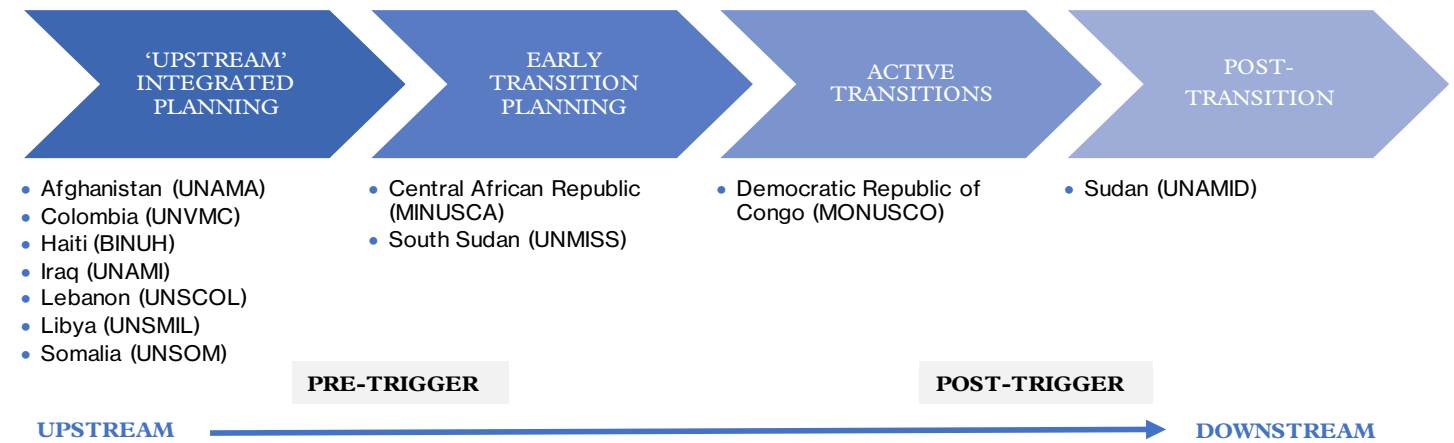 ‘UPSTREAM’
INTEGRATED
PLANNING
EARLY
TRANSITION
PLANNING
ACTIVE
TRANSITIONS
POST-
TRANSITION
• Afghanistan (UNAMA)
• Colombia (UNVMC)
• Haiti (BINUH)
• Iraq (UNAMI)
• Lebanon (UNSCOL)
• Libya (UNSMIL)
• Somalia (UNSOM)
• Central African Republic
(MINUSCA)
• South Sudan (UNMISS)
• Democratic Republic of
Congo (MONUSCO)
• Sudan (UNAMID)
PRE-TRIGGER
POST-TRIGGER
UPSTREAM
DOWNSTREAM